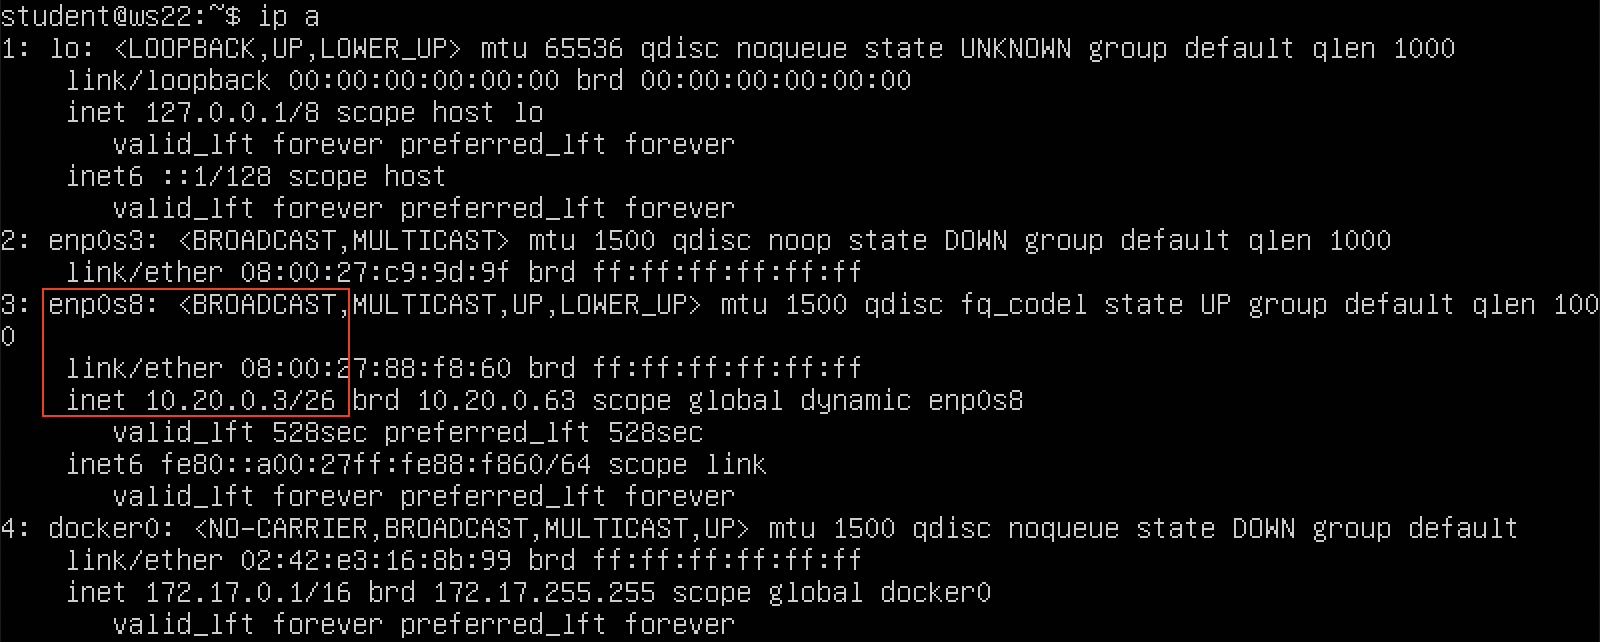 student@ws22:~$ ip a
1: lo: <LOOPBACK,UP,LOWER_UP> mtu 65536 qdisc noqueue state UNKNOWN group default qlen 1000
    link/loopback 00:00:00:00:00:00 brd 00:00:00:00:00:00
    inet 127.0.0.1/8 scope host lo
       valid_lft forever preferred_lft forever
    inet6 ::1/128 scope host
       valid_lft forever preferred_lft forever
2: enp0s3: <BROADCAST,MULTICAST> mtu 1500 qdisc noop state DOWN group default qlen 1000
    link/ether 08:00:27:c9:9d:9f brd ff:ff:ff:ff:ff:ff
3: enp0s8: <BROADCAST,MULTICAST,UP,LOWER_UP> mtu 1500 qdisc fq_codel state UP group default qlen 100
0
    link/ether 08:00:27:88:f8:60 brd ff:ff:ff:ff:ff:ff
    inet 10.20.0.3/26 brd 10.20.0.63 scope global dynamic enp0s8
       valid_lft 528sec preferred_lft 528sec
    inet6 fe80::a00:27ff:fe88:f860/64 scope link
       valid_lft forever preferred_lft forever
4: docker0: <NO-CARRIER,BROADCAST,MULTICAST,UP> mtu 1500 qdisc noqueue state DOWN group default
    link/ether 02:42:e3:16:8b:99 brd ff:ff:ff:ff:ff:ff
    inet 172.17.0.1/16 brd 172.17.255.255 scope global docker0
       valid_lft forever preferred_lft forever